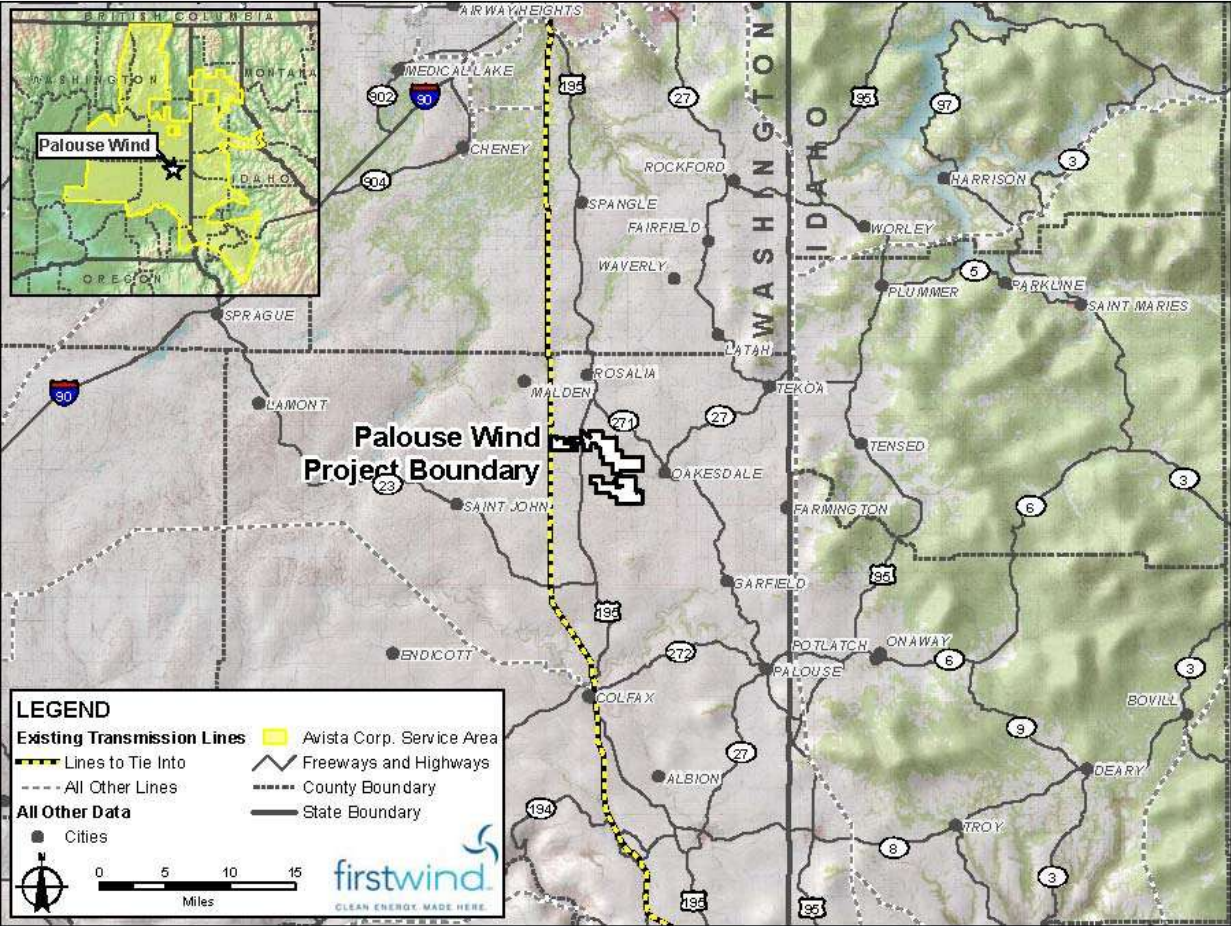 BRITISH COLUMBIA
WASHINGTON
MONTANA
Palouse Wind
IDAHO
OREGON
AIRWAY HEIGHTS
MEDICAL LAKE
902
90
195
27
95
97
WASHINGTON
IDAHO
CHENEY
904
ROCKFORD
3
HARRISON
SPANGLE
FAIRFIELD
WORLEY
WAVERLY
5
PLUMMER
PARKLINE
SAINT MARIES
SPRAGUE
LATAH
ROSALIA
MALDEN
TEKOA
90
LAMONT
271
27
Palouse Wind
Project Boundary
TENSED
OAKESDALE
23
3
SAINT JOHN
6
FARMINGTON
95
GARFIELD
195
ENDICOTT
272
POTLATCH
ONAWAY
6
3
PALOUSE
COLFAX
BOVILL
9
27
ALBION
DEARY
194
TROY
8
3
195
95
LEGEND
Existing Transmission Lines
Lines to Tie Into
All Other Lines
All Other Data
Cities
Avista Corp. Service Area
Freeways and Highways
County Boundary
State Boundary
N
0 5 10 15
Miles
firstwind
CLEAN ENERGY. MADE HERE.